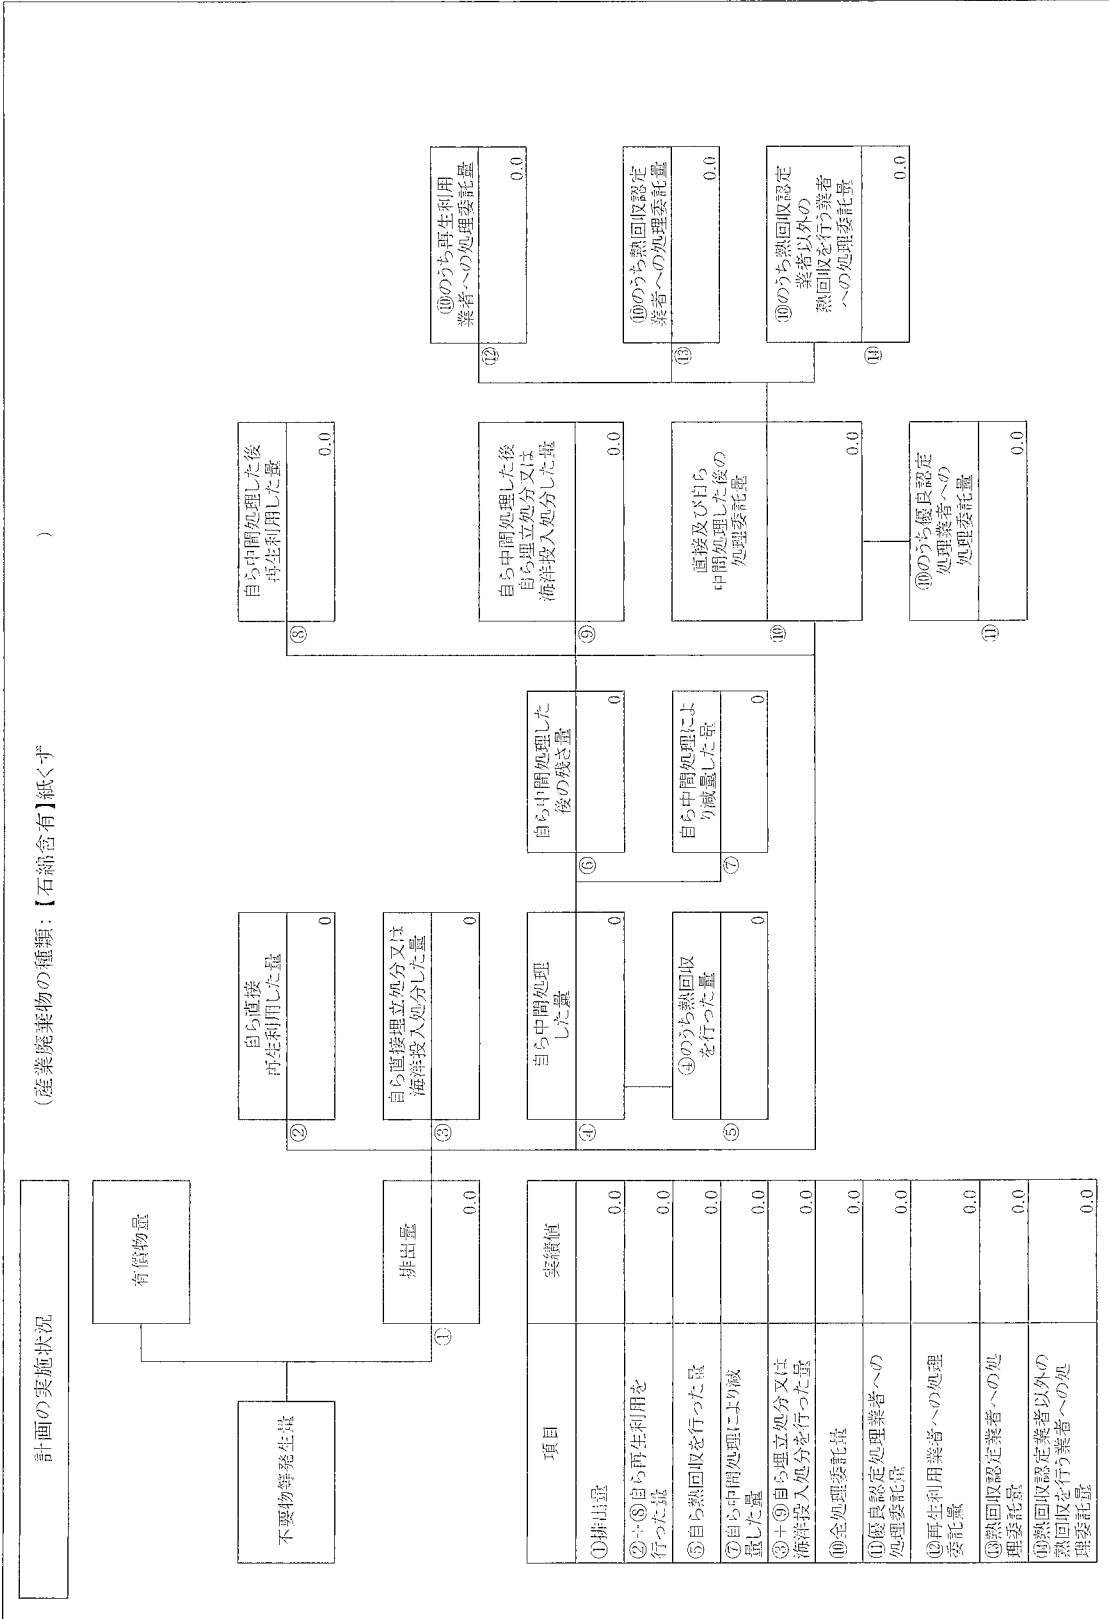 計画の実施状況
(産業廃棄物の種類：【石綿含有】紙くず　)
不要物等発生量
有償物量
①
排出量
0.0
②
自ら直接
再生利用した量
0
③
自ら直接埋立処分又は
海洋投入処分した量
0
④
自ら中間処理
した量
0
⑤
④のうち熱回収
を行った量
0
⑥
自ら中間処理した
後の残さ量
0
⑦
自ら中間処理によ
り減量した量
0
⑧
自ら中間処理した後
再生利用した量
0.0
⑨
自ら中間処理した後
自ら埋立処分又は
海洋投入処分した量
0.0
⑩
直接及び自ら
中間処理した後の
処理委託量
0.0
⑪
⑩のうち優良認定
処理業者への
処理委託量
0.0
⑫
⑩のうち再生利用
業者への処理委託量
0.0
⑬
⑩のうち熱回収認定
業者への処理委託量
0.0
⑭
⑩のうち熱回収認定
業者以外の
熱回収を行う業者
への処理委託量
0.0
項目
実績値
①排出量
0.0
②+⑧自ら再生利用を
行った量
0.0
⑤自ら熱回収を行った量
0.0
⑦自ら中間処理により減
量した量
0.0
③+⑨自ら埋立処分又は
海洋投入処分を行った量
0.0
⑩全処理委託量
0.0
⑪優良認定処理業者への
処理委託量
0.0
⑫再生利用業者への処理
委託量
0.0
⑬熱回収認定業者への処
理委託量
0.0
⑭熱回収認定業者以外の
熱回収を行う業者への処
理委託量
0.0